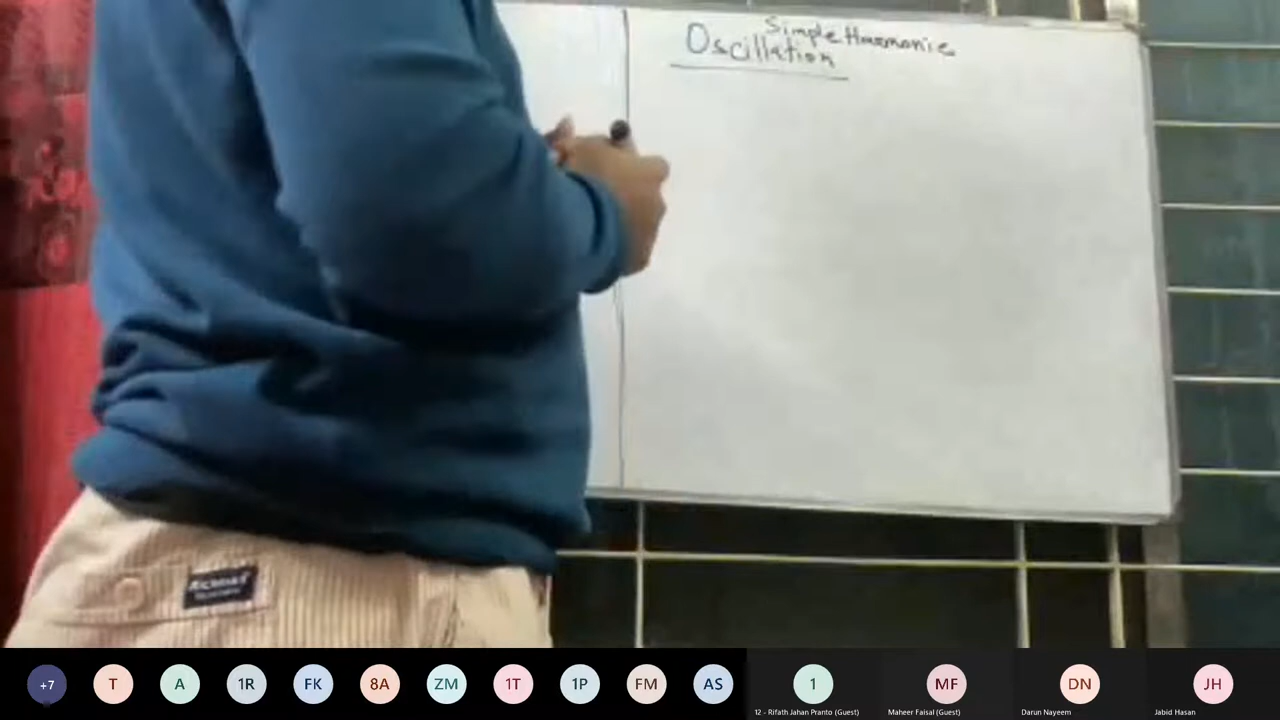 Simple Harmonic
Oscillation
+7
T
A
1R
FK
8A
ZM
1T
1P
FM
AS
1
MF
DN
JH
12 - Rifath Jahan Pranto (Guest)
Maheer Faisal (Guest)
Darun Nayeem
Jabid Hasan